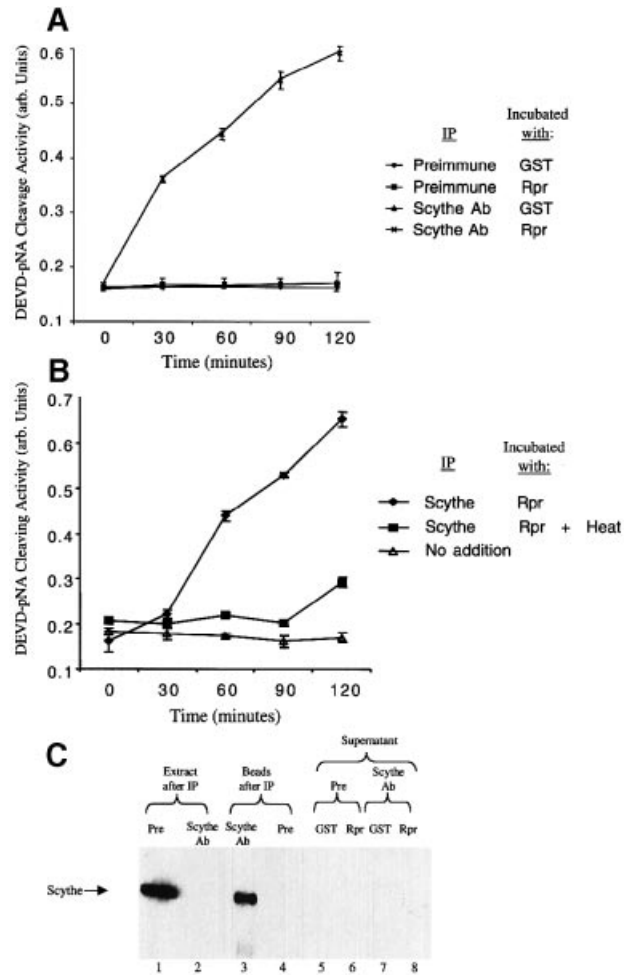 A
DEVD-pNA Cleavage Activity (arb. Units)
0.6
0.5
0.4
0.3
0.2
0.1
0 30 60 90 120
Time (minutes)
IP Incubated with:
Preimmune GST
Preimmune Rpr
Scythe Ab GST
Scythe Ab Rpr
B
DEVD-pNA Cleaving Activity (arb. Units)
0.7
0.6
0.5
0.4
0.3
0.2
0.1
0 30 60 90 120
Time (minutes)
IP Incubated with:
Scythe Rpr
Scythe Rpr + Heat
No addition
C
Supernatant
Extract after IP
Beads after IP
Pre
Scythe Ab
Pre
Scythe Ab
Scythe Ab
Pre
GST Rpr GST Rpr
Scythe
1 2 3 4 5 6 7 8